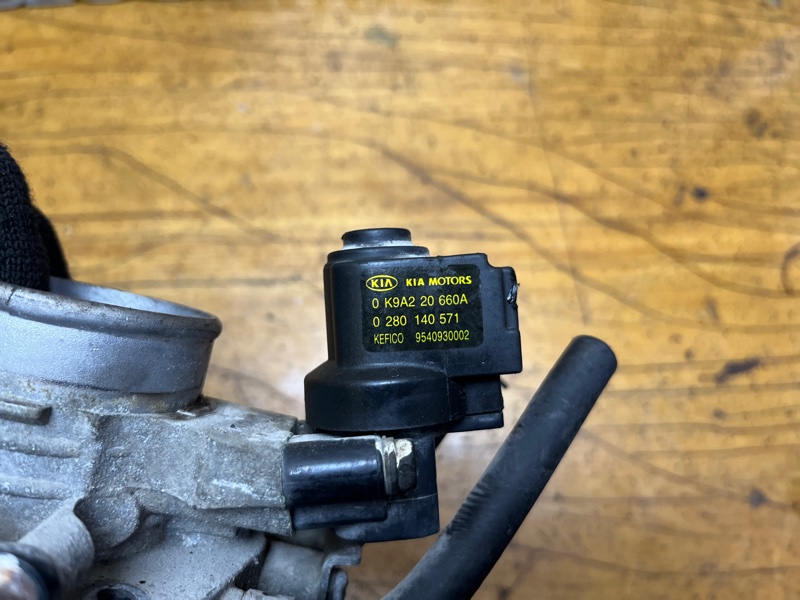 KIA KIA MOTORS
0 K9A2 20 660A
0 280 140 571
KEFICO 9540930002